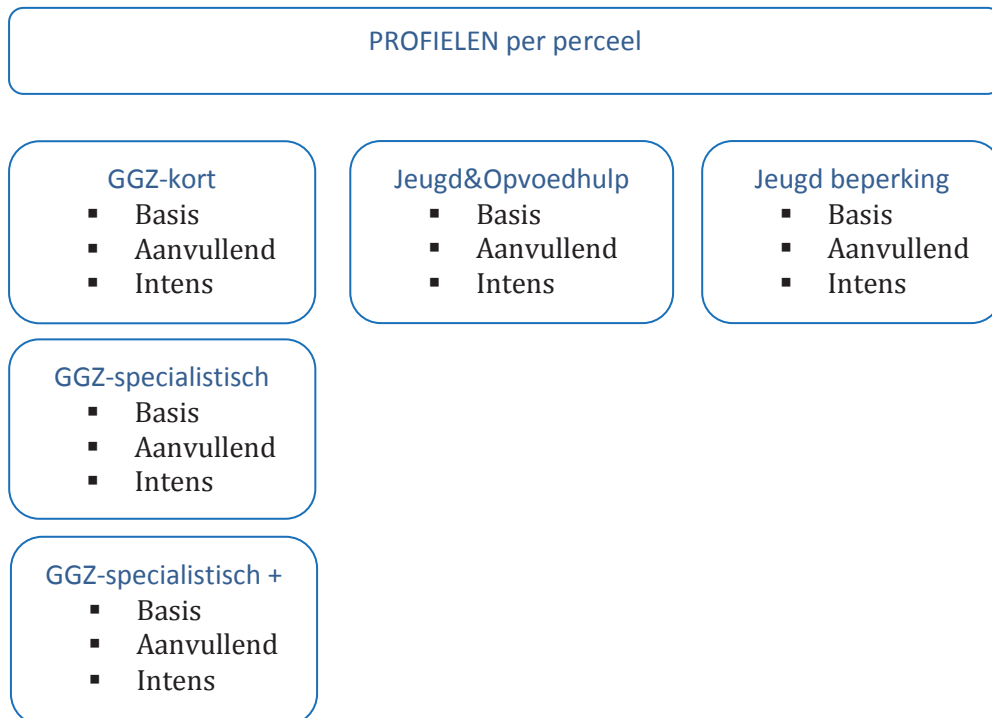 PROFIELEN per perceel
GGZ-kort
▪ Basis
▪ Aanvullend
▪ Intens
Jeugd&Opvoedhulp
▪ Basis
▪ Aanvullend
▪ Intens
Jeugd beperking
▪ Basis
▪ Aanvullend
▪ Intens
GGZ-specialistisch
▪ Basis
▪ Aanvullend
▪ Intens
GGZ-specialistisch +
▪ Basis
▪ Aanvullend
▪ Intens